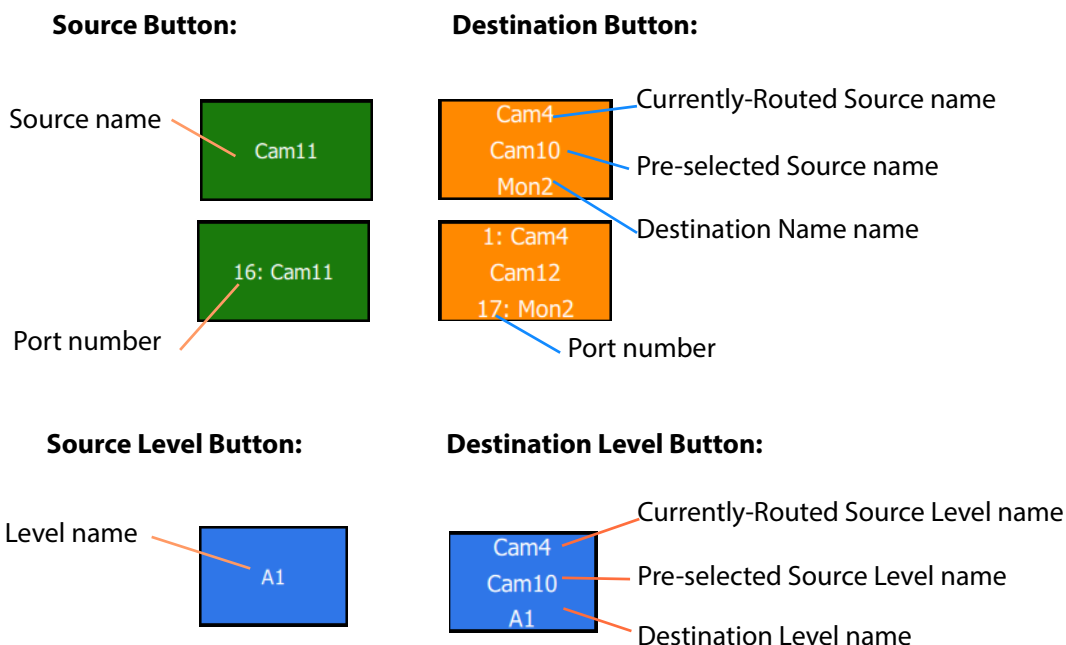 Source Button:
Destination Button:
Source name
Cam11
Cam4
Cam10
Mon2
Currently-Routed Source name
Pre-selected Source name
Destination Name name
16: Cam11
Port number
1: Cam4
Cam12
17: Mon2
Port number
Source Level Button:
Destination Level Button:
Level name
A1
Cam4
Cam10
A1
Currently-Routed Source Level name
Pre-selected Source Level name
Destination Level name